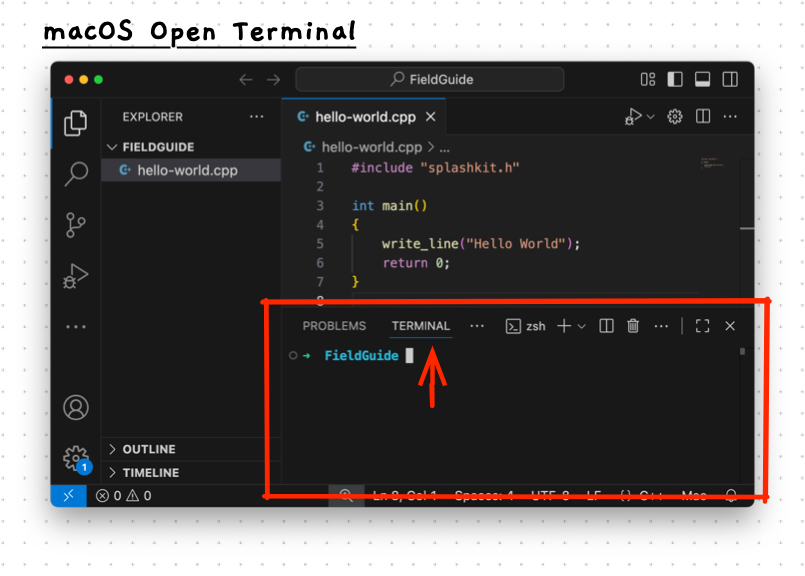 macOS Open Terminal
FieldGuide
EXPLORER ...
hello-world.cpp
FIELDGUIDE
hello-world.cpp
hello-world.cpp > ...
1 #include "splashkit.h"
2
3 int main()
4 {
5 write_line("Hello World");
6 return 0;
7 }
8
PROBLEMS TERMINAL ... zsh ...
FieldGuide
OUTLINE
TIMELINE
1
0 0
Ln 8, Col 1 Spaces: 4 UTF-8 LF {} C++ Mac